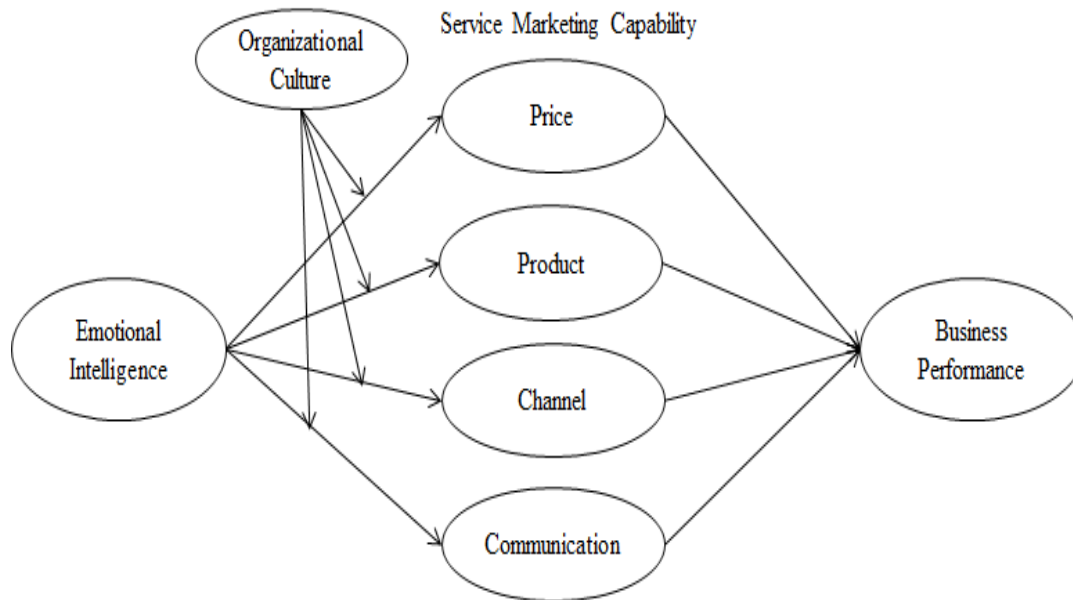 Service Marketing Capability
Organizational
Culture
Price
Product
Emotional
Intelligence
Business
Performance
Channel
Communication